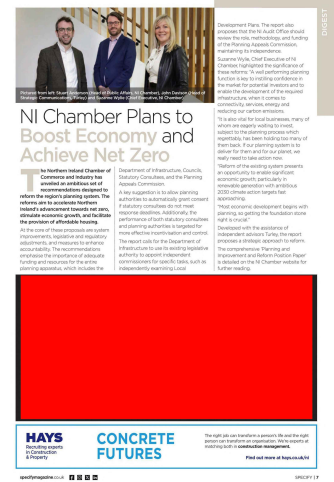 DIGEST
Pictured from left: Stuart Anderson (Head of Public Affairs, NI Chamber), John Davison (Head of
Strategic Communications, Turley) and Suzanne Wylie (Chief Executive, NI Chamber)
NI Chamber Plans to
Boost Economy and
Achieve Net Zero
The Northern Ireland Chamber of
Commerce and Industry has
unveiled an ambitious set of
recommendations designed to
reform the region's planning system. The
reforms aim to accelerate Northern
Ireland's advancement towards net zero,
stimulate economic growth, and facilitate
the provision of affordable housing.
At the core of these proposals are system
improvements, legislative and regulatory
adjustments, and measures to enhance
accountability. The recommendations
emphasise the importance of adequate
funding and resources for the entire
planning apparatus, which includes the
Department of Infrastructure, Councils,
Statutory Consultees, and the Planning
Appeals Commission.
A key suggestion is to allow planning
authorities to automatically grant consent
if statutory consultees do not meet
response deadlines. Additionally, the
performance of both statutory consultees
and planning authorities is targeted for
more effective incentivisation and control.
The report calls for the Department of
Infrastructure to use its existing legislative
authority to appoint independent
commissioners for specific tasks, such as
independently examining Local
Development Plans. The report also
proposes that the NI Audit Office should
review the role, methodology, and funding
of the Planning Appeals Commission,
maintaining its independence.
Suzanne Wylie, Chief Executive of NI
Chamber, highlighted the significance of
these reforms: "A well performing planning
function is key to instilling confidence in
the market for potential investors and to
enable the development of the required
infrastructure, when it comes to
connectivity, services, energy and
reducing our carbon emissions.
"It is also vital for local businesses, many of
whom are eagerly waiting to invest,
subject to the planning process which
regrettably, has been holding too many of
them back. If our planning system is to
deliver for them and for our planet, we
really need to take action now.
"Reform of the existing system presents
an opportunity to enable significant
economic growth; particularly in
renewable generation with ambitious
2030 climate action targets fast
approaching.
"Most economic development begins with
planning, so getting the foundation stone
right is crucial."
Developed with the assistance of
independent advisors Turley, the report
proposes a strategic approach to reform.
The comprehensive 'Planning and
Improvement and Reform Position Paper'
is detailed on the NI Chamber website for
further reading.
HAYS
Recruiting experts
in Construction
& Property
CONCRETE
FUTURES
The right job can transform a person's life and the right
person can transform an organisation. We're experts at
matching both in construction management.
Find out more at hays.co.uk/ni
specifymagazine.co.uk
SPECIFY | 7